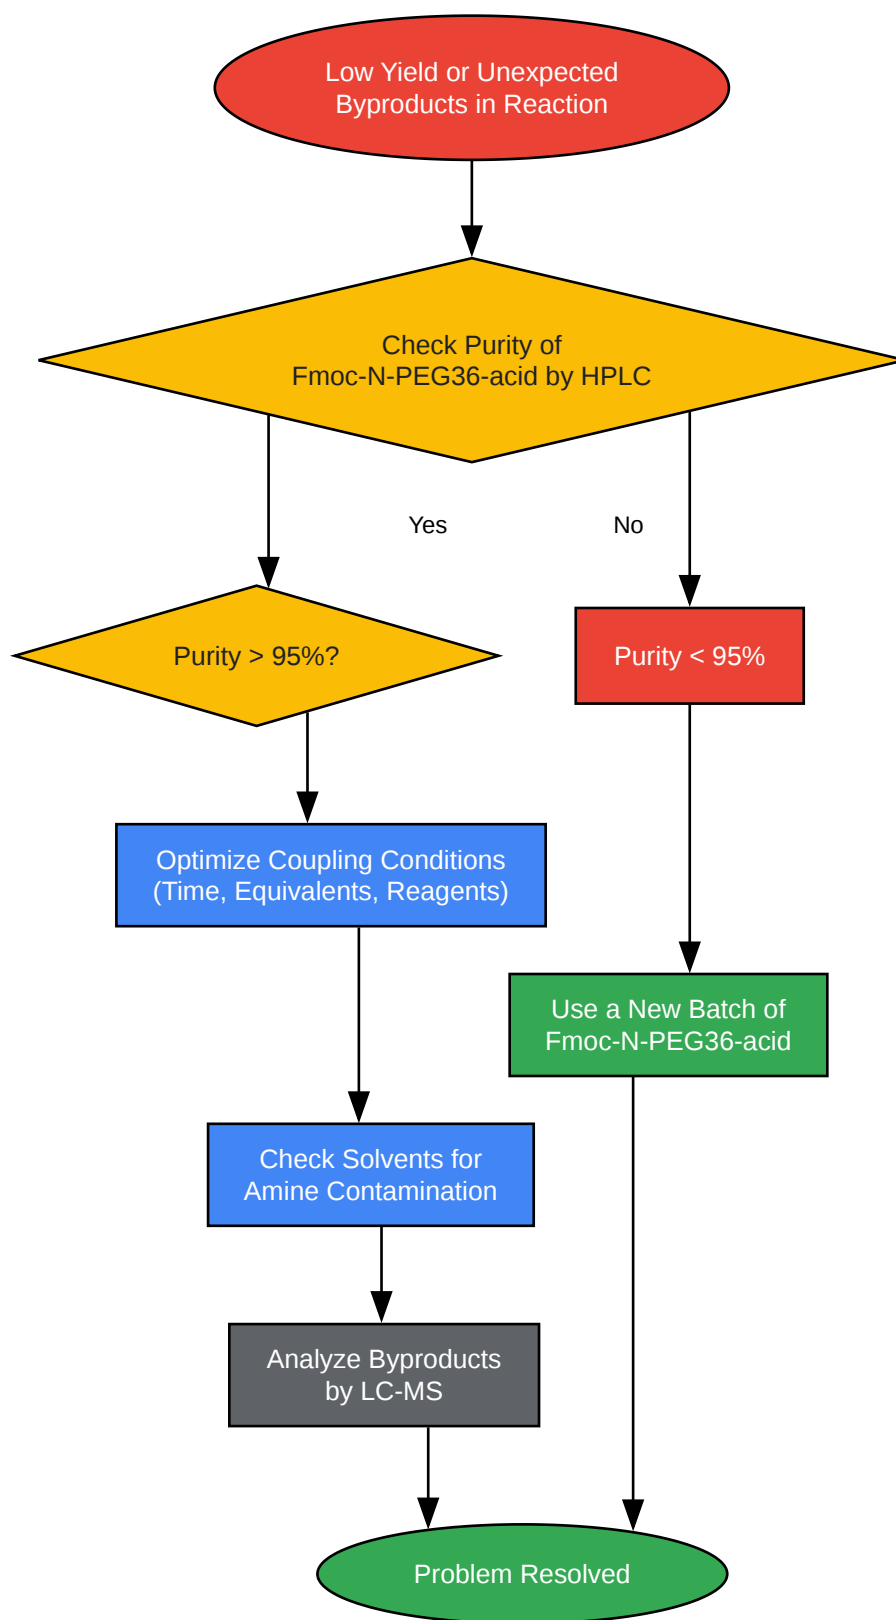 Low Yield or Unexpected
Byproducts in Reaction
Check Purity of
Fmoc-N-PEG36-acid by HPLC
Yes
No
Purity > 95%?
Purity < 95%
Optimize Coupling Conditions
(Time, Equivalents, Reagents)
Use a New Batch of
Fmoc-N-PEG36-acid
Check Solvents for
Amine Contamination
Analyze Byproducts
by LC-MS
Problem Resolved